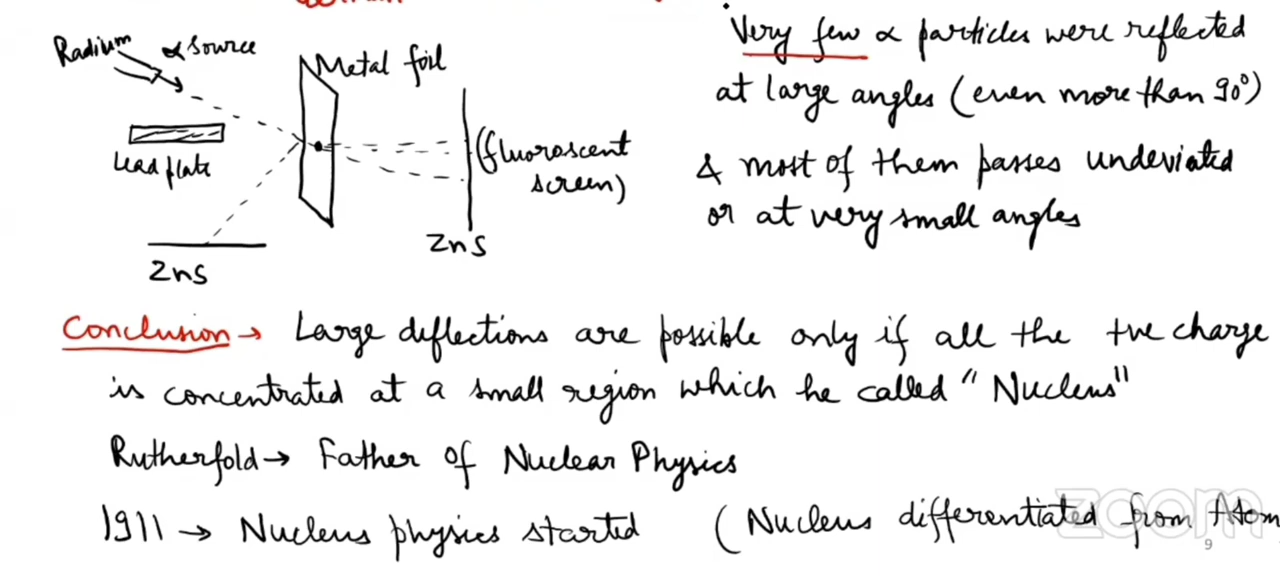 Radium α source
Metal foil
Lead plate
(fluorescent
screen)
ZnS
ZnS
Very few α particles were reflected
at large angles (even more than 90°)
& most of them passes undeviated
or at very small angles
Conclusion → Large deflections are possible only if all the +ve charge
is concentrated at a small region which he called "Nucleus"
Rutherfold → Father of Nuclear Physics
1911 → Nucleus physics started (Nucleus differentiated from Atom
zoom
9